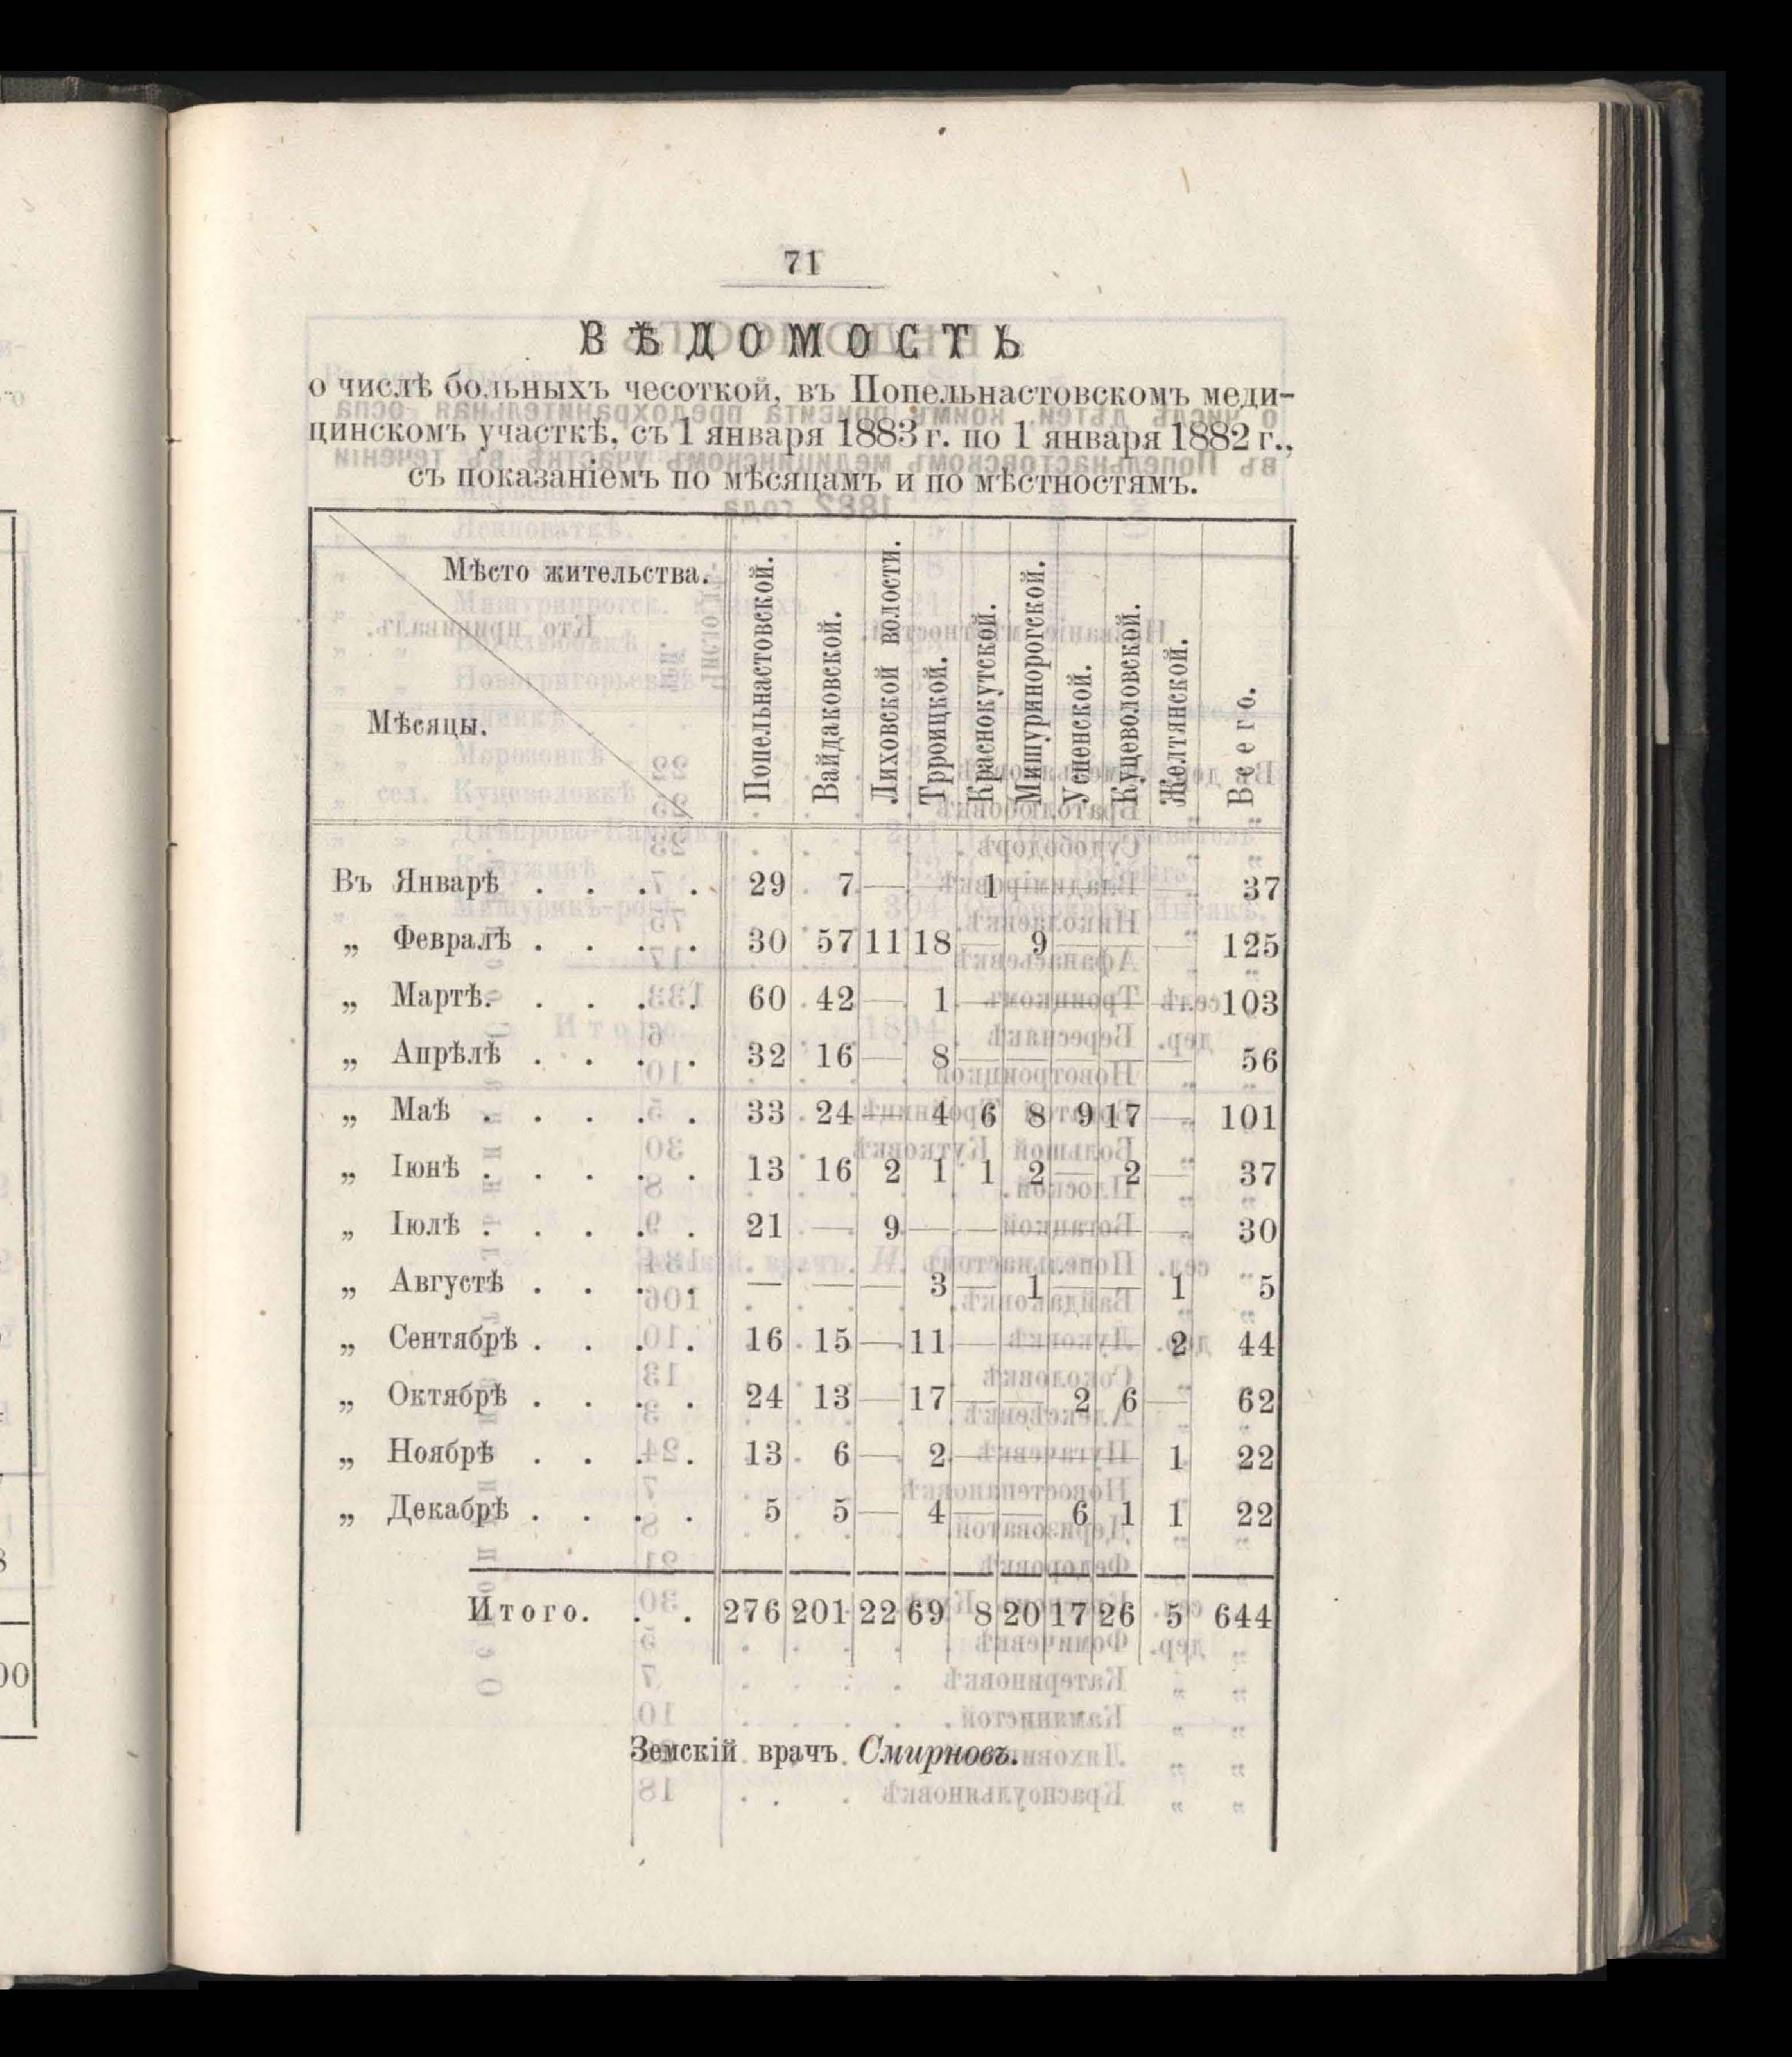 71
ВѢДОМОСТЬ
о числѣ больныхъ чесоткой, въ Попельнастовскомъ меди-
цинскомъ участкѣ, съ 1 января 1883 г. по 1 января 1882 г.,
съ показаніемъ по мѣсяцамъ и по мѣстностямъ.
Мѣсто жительства.
Мѣсяцы.
Попельнастовской.
Вайдаковской.
Лиховской волости.
Трроицкой.
Краснокутской.
Мишуринорогской.
Успенской.
Куцеволовской.
Желтянской.
Всего.
Въ Январѣ . . . . 29 7 — — 1 — — — — 37
„ Февралѣ . . . . 30 57 11 18 — 9 — — — 125
„ Мартѣ. . . . . 60 42 — 1 — — — — — 103
„ Апрѣлѣ . . . . 32 16 — 8 — — — — — 56
„ Маѣ . . . . . 33 24 — 4 6 8 9 17 — 101
„ Іюнѣ . . . . . 13 16 2 1 1 2 — 2 — 37
„ Іюлѣ . . . . . 21 — 9 — — — — — — 30
„ Августѣ . . . . — — — 3 — 1 — — 1 5
„ Сентябрѣ . . . . 16 15 — 11 — — — — 2 44
„ Октябрѣ . . . . 24 13 — 17 — — 2 6 — 62
„ Ноябрѣ . . . . 13 6 — 2 — — — — 1 22
„ Декабрѣ . . . . 5 5 — 4 — — 6 1 1 22
Итого. . . 276 201 22 69 8 20 17 26 5 644
Земскій врачъ Смирновъ.